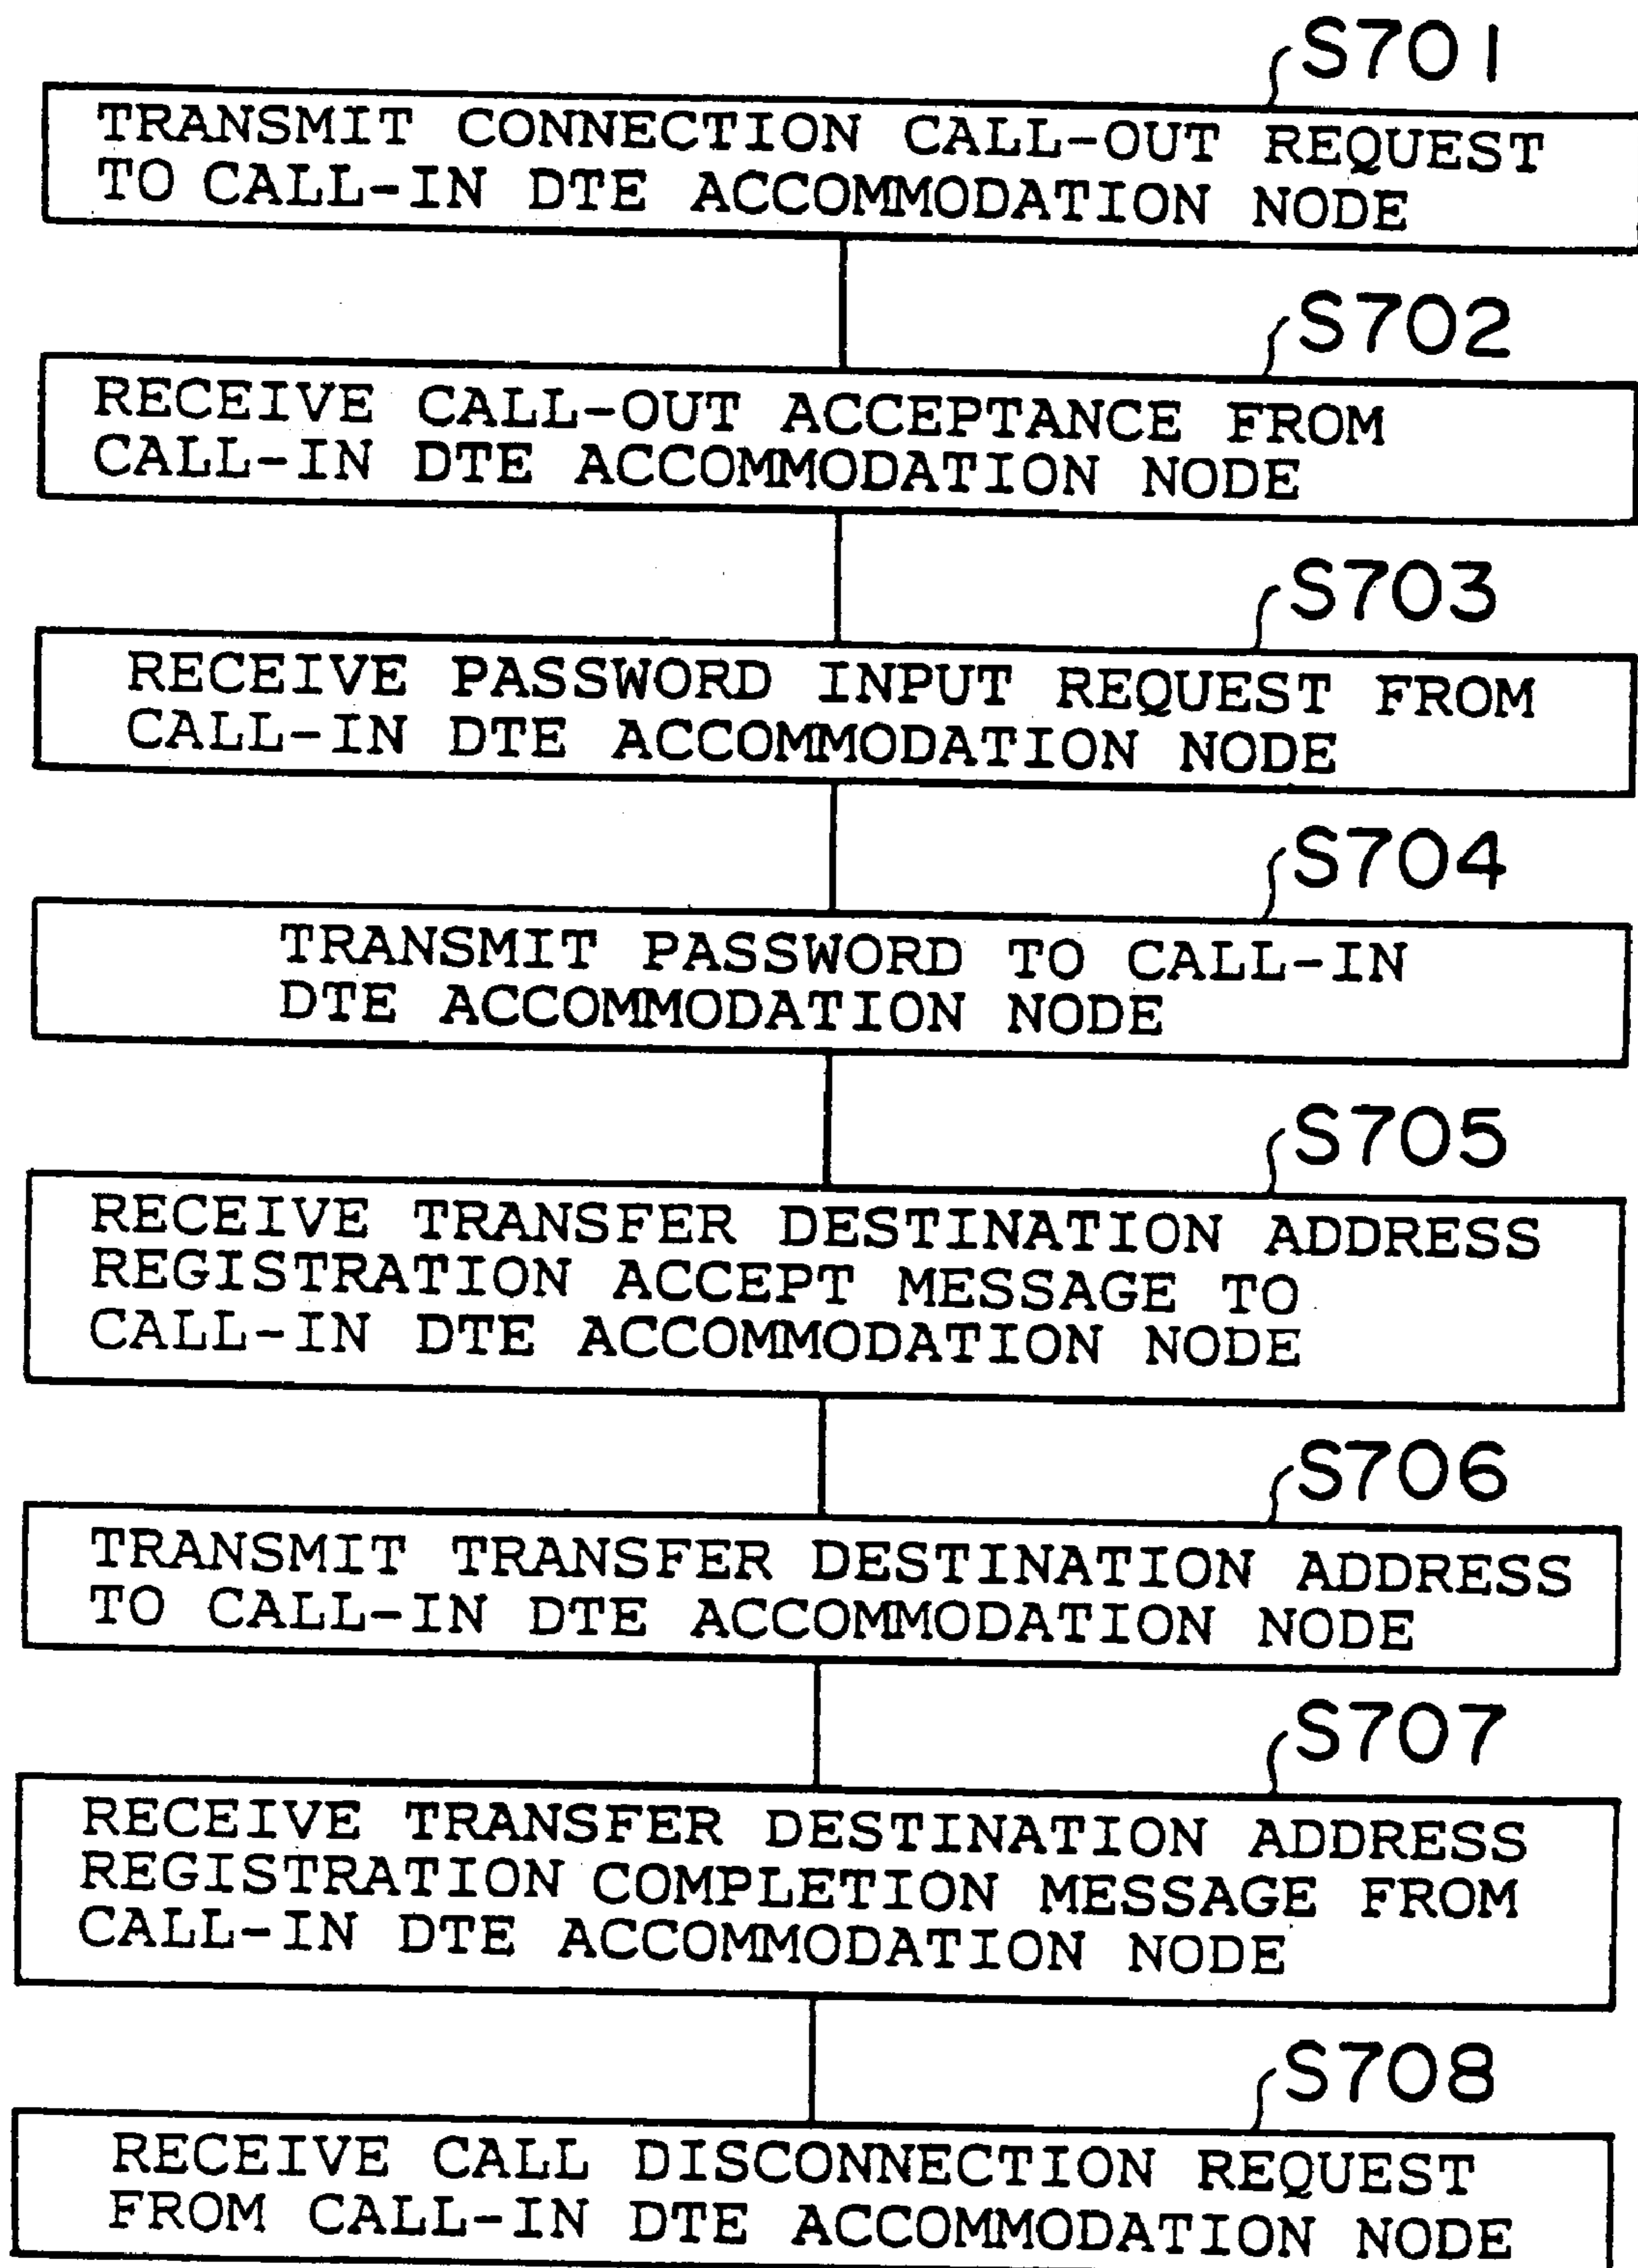 S701
TRANSMIT CONNECTION CALL-OUT REQUEST
TO CALL-IN DTE ACCOMMODATION NODE
S702
RECEIVE CALL-OUT ACCEPTANCE FROM
CALL-IN DTE ACCOMMODATION NODE
S703
RECEIVE PASSWORD INPUT REQUEST FROM
CALL-IN DTE ACCOMMODATION NODE
S704
TRANSMIT PASSWORD TO CALL-IN
DTE ACCOMMODATION NODE
S705
RECEIVE TRANSFER DESTINATION ADDRESS
REGISTRATION ACCEPT MESSAGE TO
CALL-IN DTE ACCOMMODATION NODE
S706
TRANSMIT TRANSFER DESTINATION ADDRESS
TO CALL-IN DTE ACCOMMODATION NODE
S707
RECEIVE TRANSFER DESTINATION ADDRESS
REGISTRATION COMPLETION MESSAGE FROM
CALL-IN DTE ACCOMMODATION NODE
S708
RECEIVE CALL DISCONNECTION REQUEST
FROM CALL-IN DTE ACCOMMODATION NODE